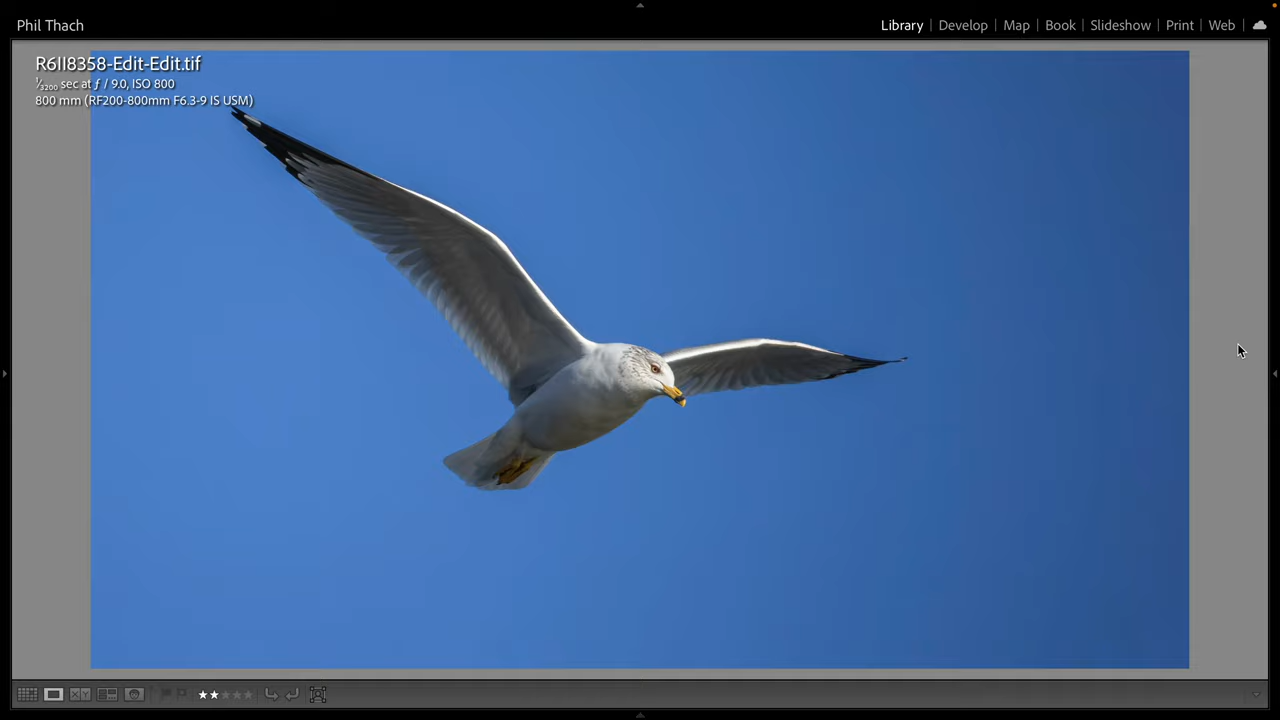 Phil Thach
Library | Develop | Map | Book | Slideshow | Print | Web
R6II8358-Edit-Edit.tif
1/3200 sec at ƒ / 9.0, ISO 800
800 mm (RF200-800mm F6.3-9 IS USM)
XY